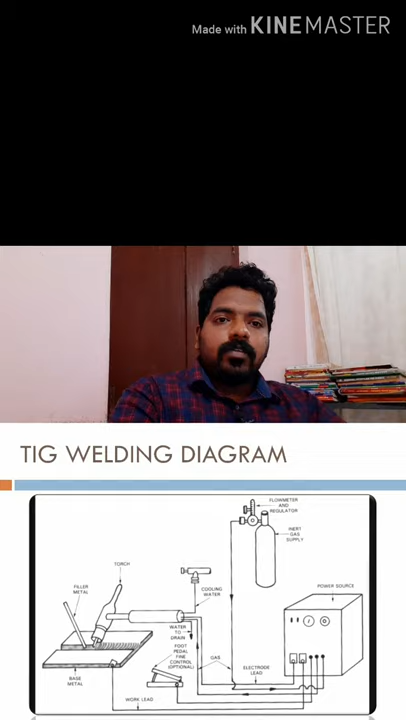 Made with KINEMASTER
TIG WELDING DIAGRAM
FLOWMETER
AND
REGULATOR
INERT
GAS
SUPPLY
TORCH
FILLER
METAL
COOLING
WATER
POWER SOURCE
WATER
TO
DRAIN
FOOT
PEDAL
FINE
CONTROL
(OPTIONAL)
GAS
ELECTRODE
LEAD
BASE
METAL
WORK LEAD